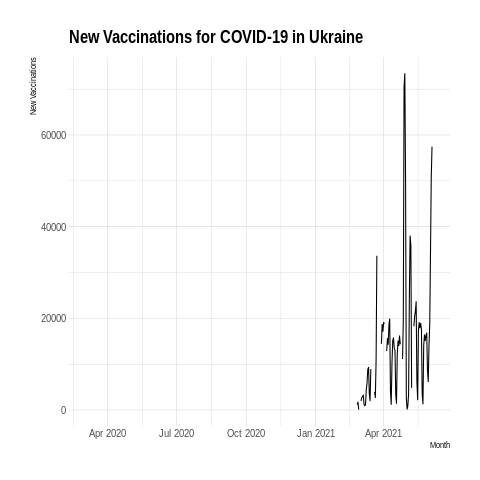 New Vaccinations for COVID-19 in Ukraine
New Vaccinations
60000
40000
20000
0
Apr 2020 Jul 2020 Oct 2020 Jan 2021 Apr 2021
Month